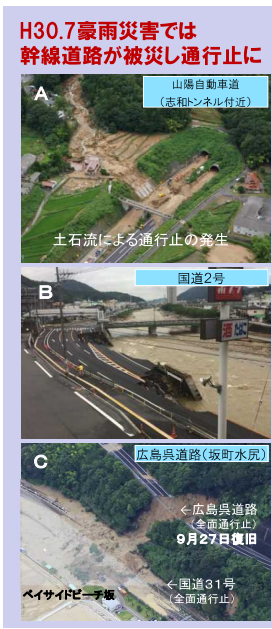 H30.7豪雨災害では
幹線道路が被災し通行止に
A
山陽自動車道
（志和トンネル付近）
土石流による通行止の発生
B
国道2号
酒
たばこ
C
広島呉道路（坂町水尻）
←広島呉道路
（全面通行止）
9月27日復旧
←国道31号
（全面通行止）
ベイサイドビーチ坂